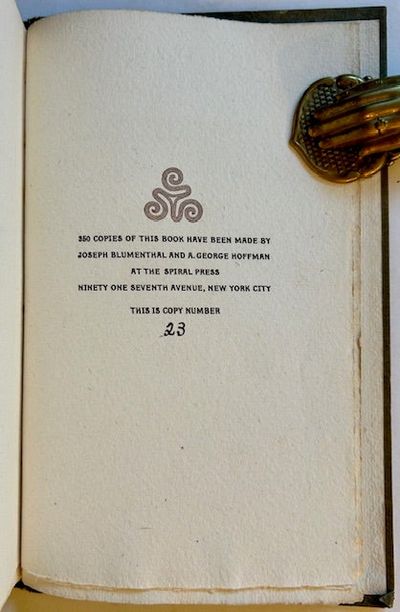 350 COPIES OF THIS BOOK HAVE BEEN MADE BY
JOSEPH BLUMENTHAL AND A. GEORGE HOFFMAN
AT THE SPIRAL PRESS
NINETY ONE SEVENTH AVENUE, NEW YORK CITY
THIS IS COPY NUMBER
23